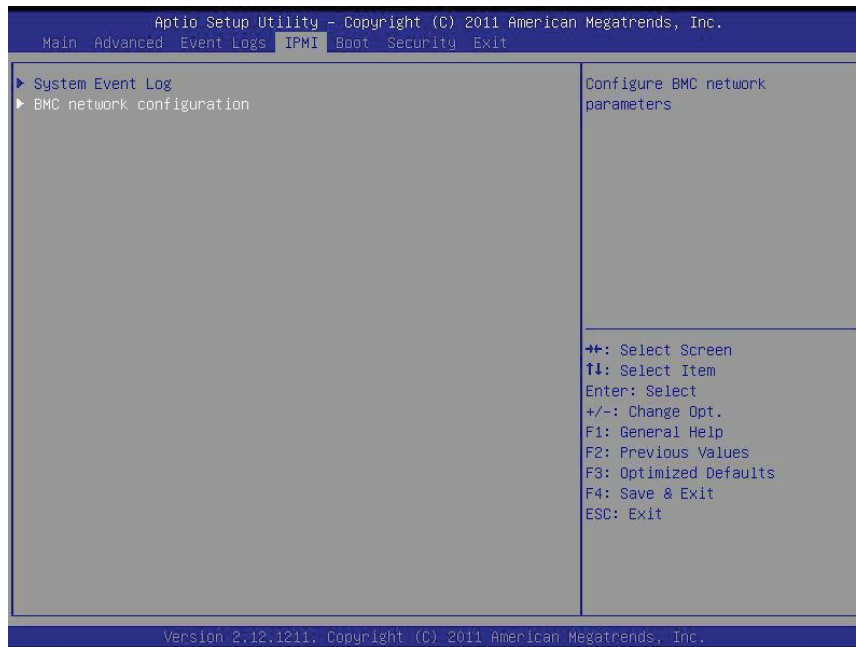 Aptio Setup Utility – Copyright (C) 2011 American Megatrends, Inc.
Main Advanced Event Logs IPMI Boot Security Exit
▶ System Event Log
▶ BMC network configuration
Configure BMC network
parameters
→←: Select Screen
↑↓: Select Item
Enter: Select
+/-: Change Opt.
F1: General Help
F2: Previous Values
F3: Optimized Defaults
F4: Save & Exit
ESC: Exit
Version 2.12.1211. Copyright (C) 2011 American Megatrends, Inc.